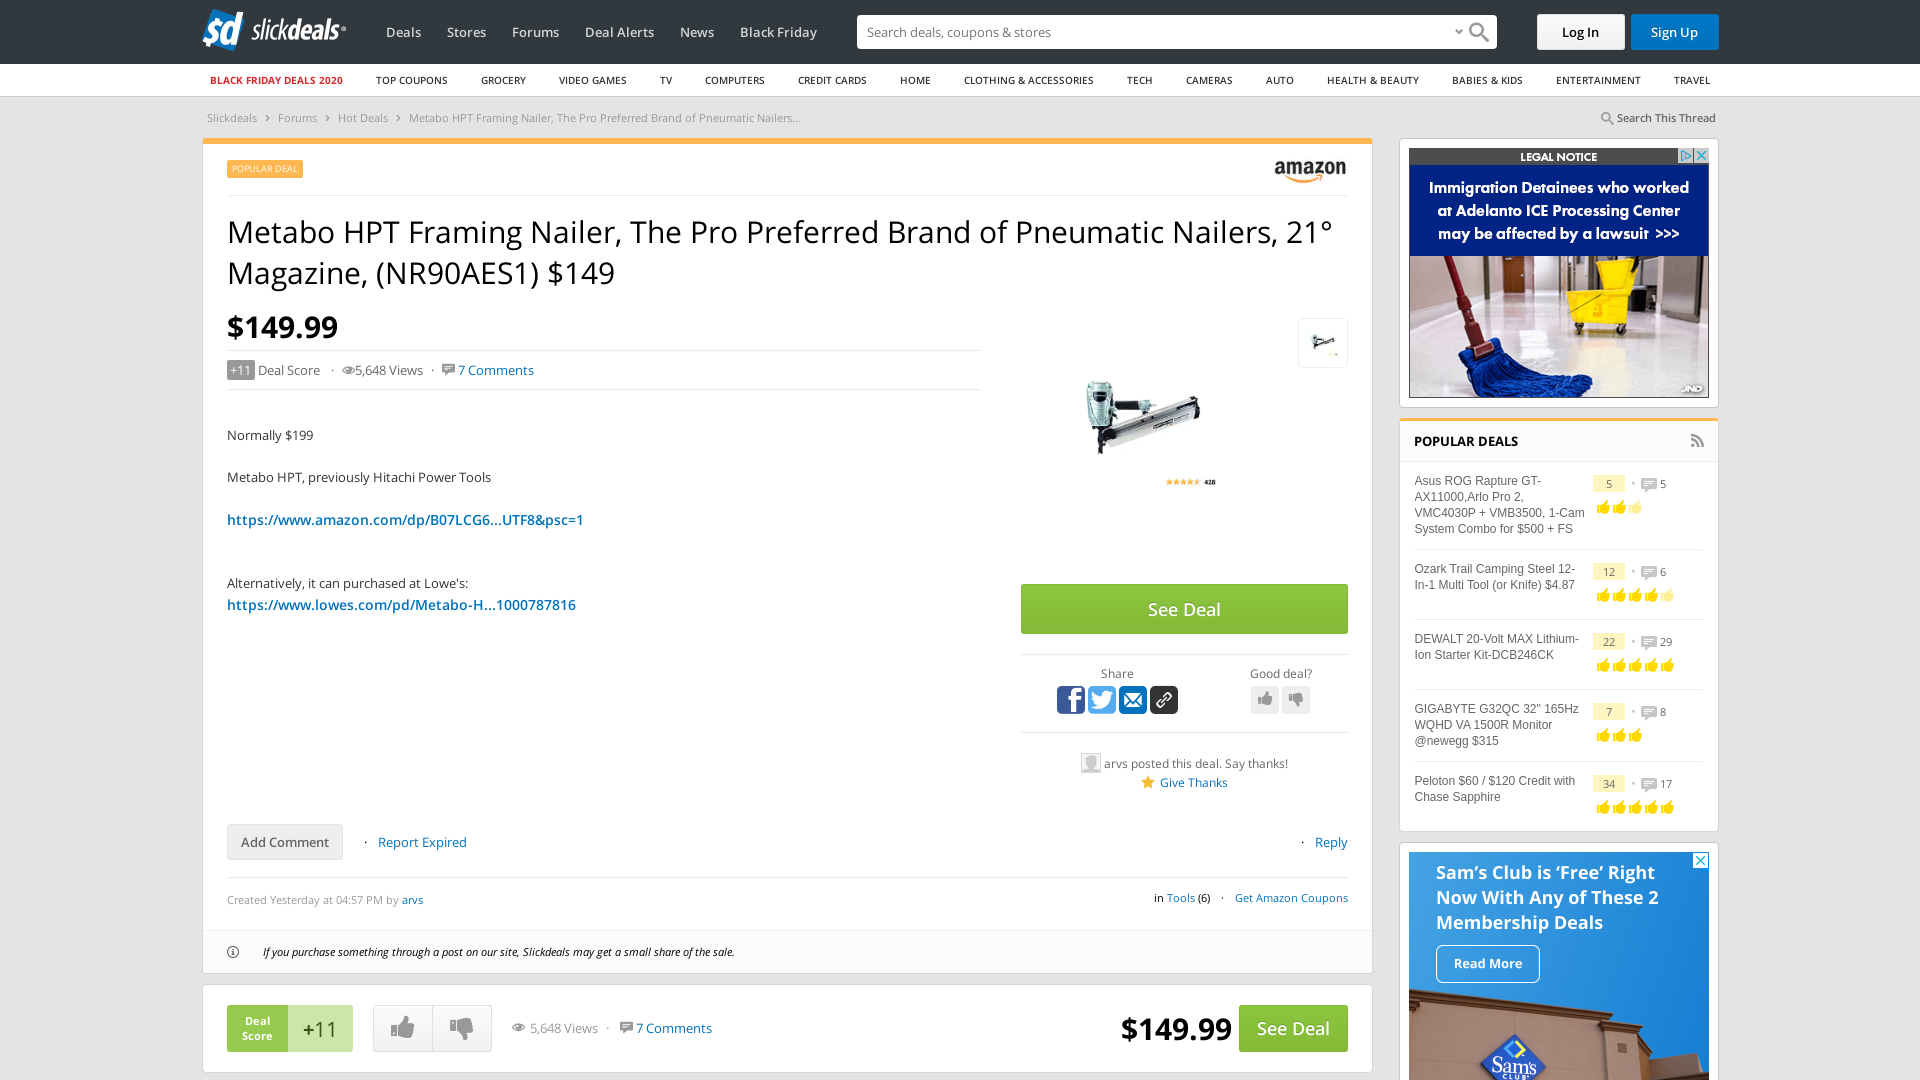 sd slickdeals
Deals
Stores
Forums
Deal Alerts
News
Black Friday
Search deals, coupons & store​s
Log In
Sign Up
BLACK FRIDAY DEALS 2020
TOP COUPONS
GROCERY
VIDEO GAMES
TV
COMPUTERS
CREDIT CARDS
HOME
CLOTHING & ACCESSORIES
TECH
CAMERAS
AUTO
HEALTH & BEAUTY
BABIES & KIDS
ENTERTAINMENT
TRAVEL
Slickdeals › Forums › Hot Deals › Metabo HPT Framing Nailer, The Pro Preferred Brand of Pneumatic Nailers...
Search This Thread
POPULAR DEAL
amazon
Metabo HPT Framing Nailer, The Pro Preferred Brand of Pneumatic Nailers, 21°
Magazine, (NR90AES1) $149
$149.99
+11 Deal Score · 5,648 Views · 7 Comments
Normally $199
Metabo HPT, previously Hitachi Power Tools
https://www.amazon.com/dp/B07LCG6...UTF8&psc=1
Alternatively, it can purchased at Lowe's:
https://www.lowes.com/pd/Metabo-H...1000787816
428
See Deal
Share
Good deal?
arvs posted this deal. Say thanks!
Give Thanks
Add Comment
· Report Expired
· Reply
Created Yesterday at 04:57 PM by arvs
in Tools (6) · Get Amazon Coupons
If you purchase something through a post on our site, Slickdeals may get a small share of the sale.
Deal
Score
+11
5,648 Views · 7 Comments
$149.99
See Deal
LEGAL NOTICE
Immigration Detainees who worked
at Adelanto ICE Processing Center
may be affected by a lawsuit >>>
JND
POPULAR DEALS
Asus ROG Rapture GT-
AX11000,Arlo Pro 2,
VMC4030P + VMB3500, 1-Cam
System Combo for $500 + FS
5 · 5
Ozark Trail Camping Steel 12-
In-1 Multi Tool (or Knife) $4.87
12 · 6
DEWALT 20-Volt MAX Lithium-
Ion Starter Kit-DCB246CK
22 · 29
GIGABYTE G32QC 32" 165Hz
WQHD VA 1500R Monitor
@newegg $315
7 · 8
Peloton $60 / $120 Credit with
Chase Sapphire
34 · 17
Sam's Club is 'Free' Right
Now With Any of These 2
Membership Deals
Read More
Sam's
CLUB